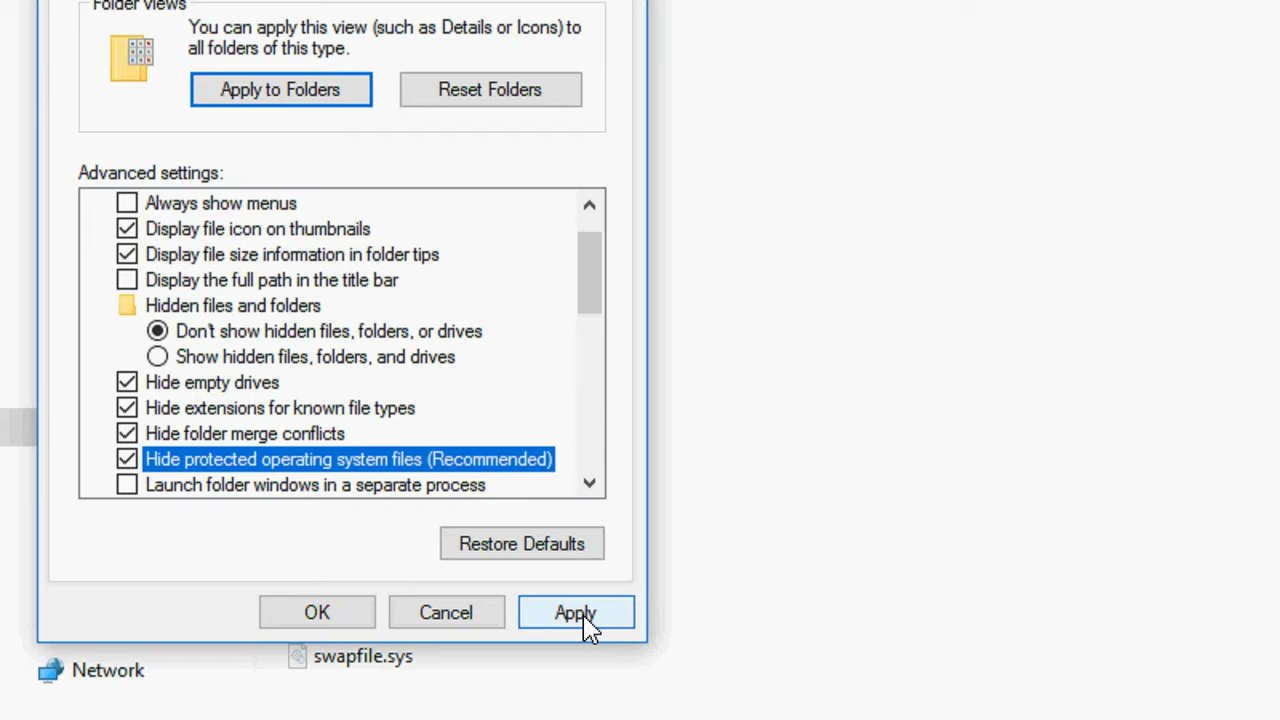 Folder views
You can apply this view (such as Details or Icons) to
all folders of this type.
Apply to Folders
Reset Folders
Advanced settings:
Always show menus
Display file icon on thumbnails
Display file size information in folder tips
Display the full path in the title bar
Hidden files and folders
Don't show hidden files, folders, or drives
Show hidden files, folders, and drives
Hide empty drives
Hide extensions for known file types
Hide folder merge conflicts
Hide protected operating system files (Recommended)
Launch folder windows in a separate process
Restore Defaults
OK
Cancel
Apply
swapfile.sys
Network